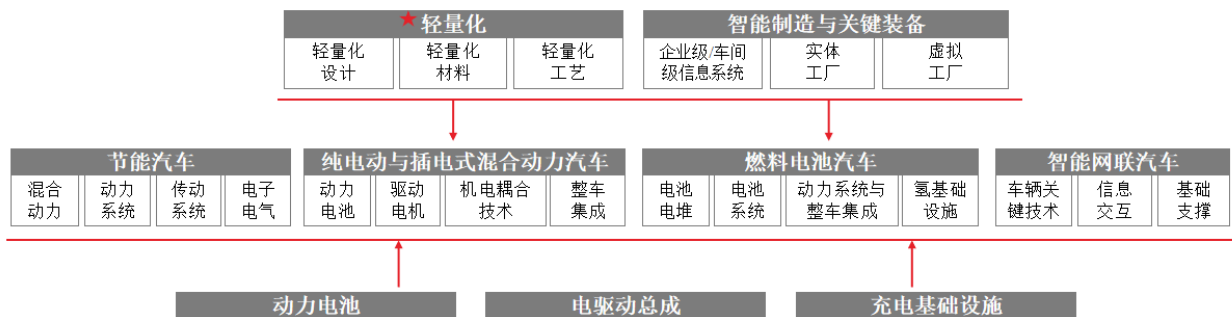 ★轻量化
智能制造与关键装备
轻量化
设计
轻量化
材料
轻量化
工艺
企业级/车间
级信息系统
实体
工厂
虚拟
工厂
节能汽车
纯电动与插电式混合动力汽车
燃料电池汽车
智能网联汽车
混合
动力
动力
系统
传动
系统
电子
电气
动力
电池
驱动
电机
机电耦合
技术
整车
集成
电池
电堆
电池
系统
动力系统与
整车集成
氢基础
设施
车辆关
键技术
信息
交互
基础
支撑
动力电池
电驱动总成
充电基础设施